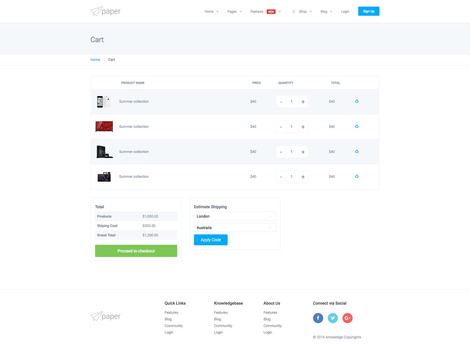 paper
Home Pages Features NEW Shop Blog Login Sign Up
Cart
Home Cart
PRODUCT NAME PRICE QUANTITY TOTAL
Summer collection $40 - 1 + $40
Summer collection $40 - 1 + $40
Summer collection $40 - 1 + $40
Summer collection $40 - 1 + $40
Total
Products $1,000.00
Shiping Cost $300.00
Grand Total $1,300.00
Proceed to checkout
Estimate Shipping
London
Australia
Apply Code
paper
Quick Links
Features
Blog
Community
Login
Knowledgebase
Features
Blog
Community
Login
About Us
Features
Blog
Community
Login
Connect via Social
© 2016 Knowledge Copyrights